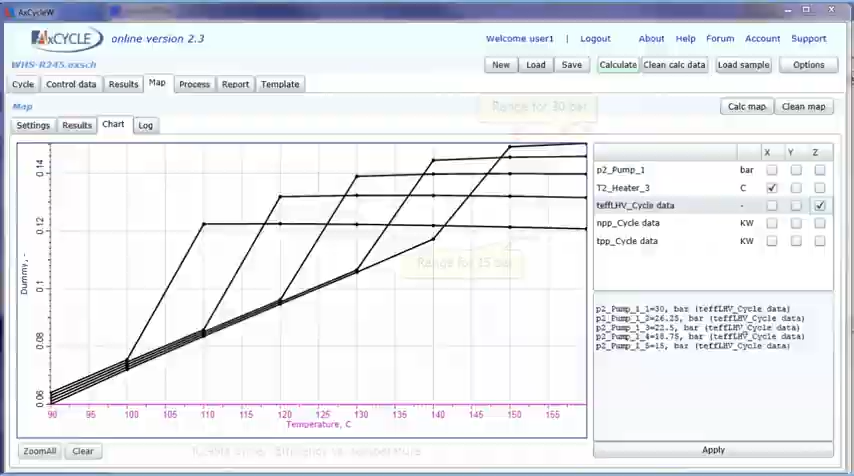 AxCycleW
AxCYCLE online version 2.3
Welcome user1 | Logout About Help Forum Account Support
WHS-R245.exsch
New Load Save Calculate Clean calc data Load sample Options
Cycle Control data Results Map Process Report Template
Map
Calc map Clean map
Settings Results Chart Log
Range for 30 bar
X Y Z
p2_Pump_1 bar
T2_Heater_3 C
teffLHV_Cycle data -
npp_Cycle data KW
tpp_Cycle data KW
Dummy, -
0.14
0.12
0.1
0.08
0.06
Range for 15 bar
p2_Pump_1_1=30, bar (teffLHV_Cycle data)
p2_Pump_1_2=26.25, bar (teffLHV_Cycle data)
p2_Pump_1_3=22.5, bar (teffLHV_Cycle data)
p2_Pump_1_4=18.75, bar (teffLHV_Cycle data)
p2_Pump_1_5=15, bar (teffLHV_Cycle data)
90 95 100 105 110 115 120 125 130 135 140 145 150 155
Temperature, C
ZoomAll Clear
Apply